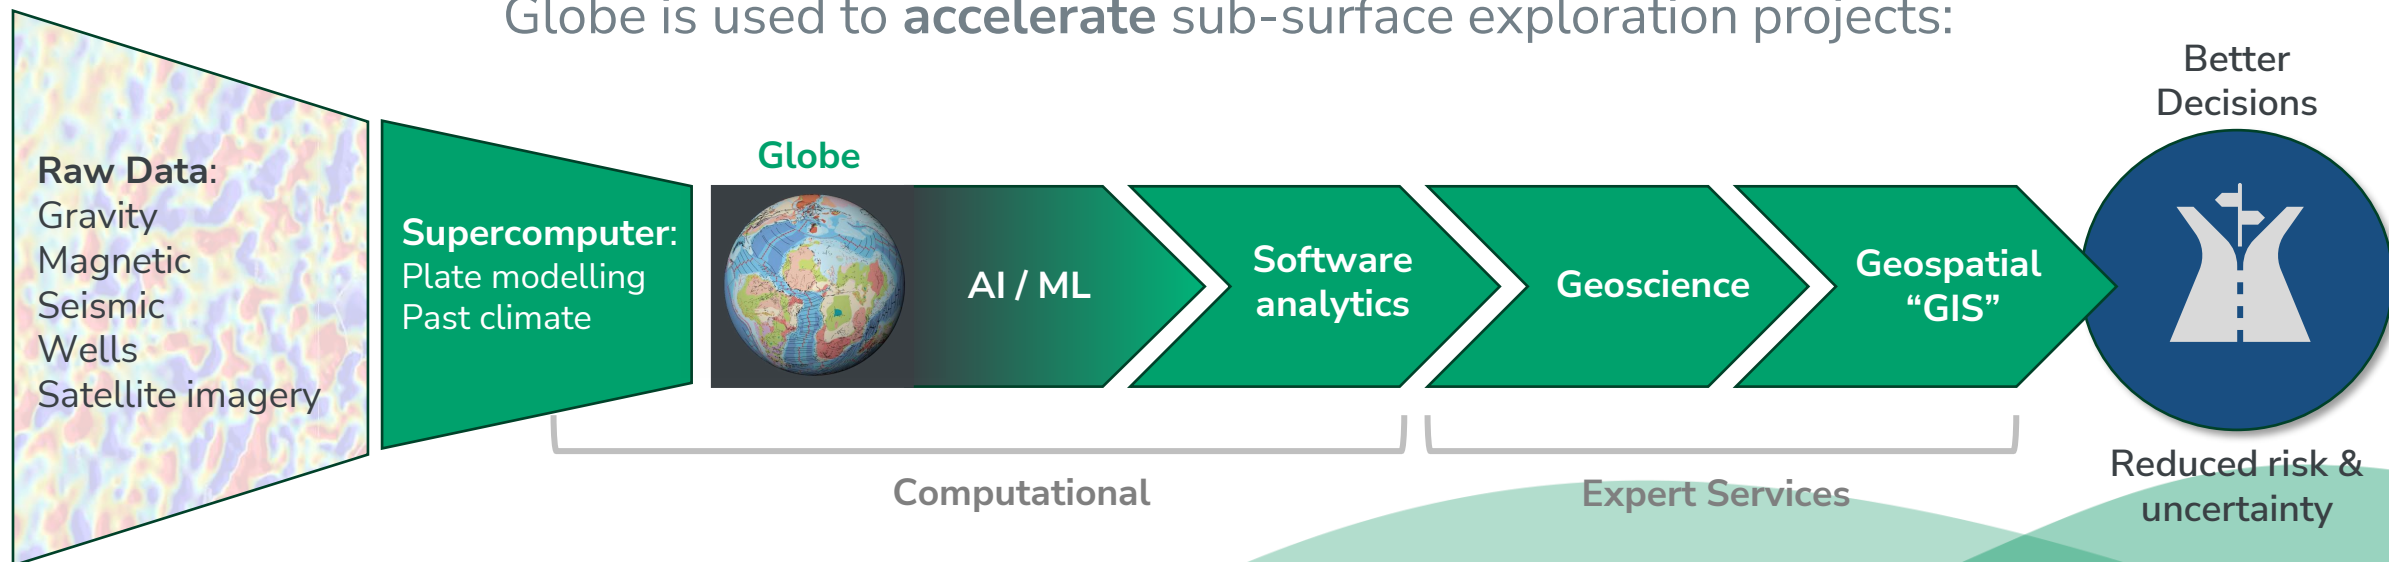 Globe is used to accelerate sub-surface exploration projects:
Raw Data:
Gravity
Magnetic
Seismic
Wells
Satellite imagery
Supercomputer:
Plate modelling
Past climate
Globe
AI / ML
Software
analytics
Geoscience
Geospatial
“GIS”
Better
Decisions
Reduced risk &
uncertainty
Computational
Expert Services